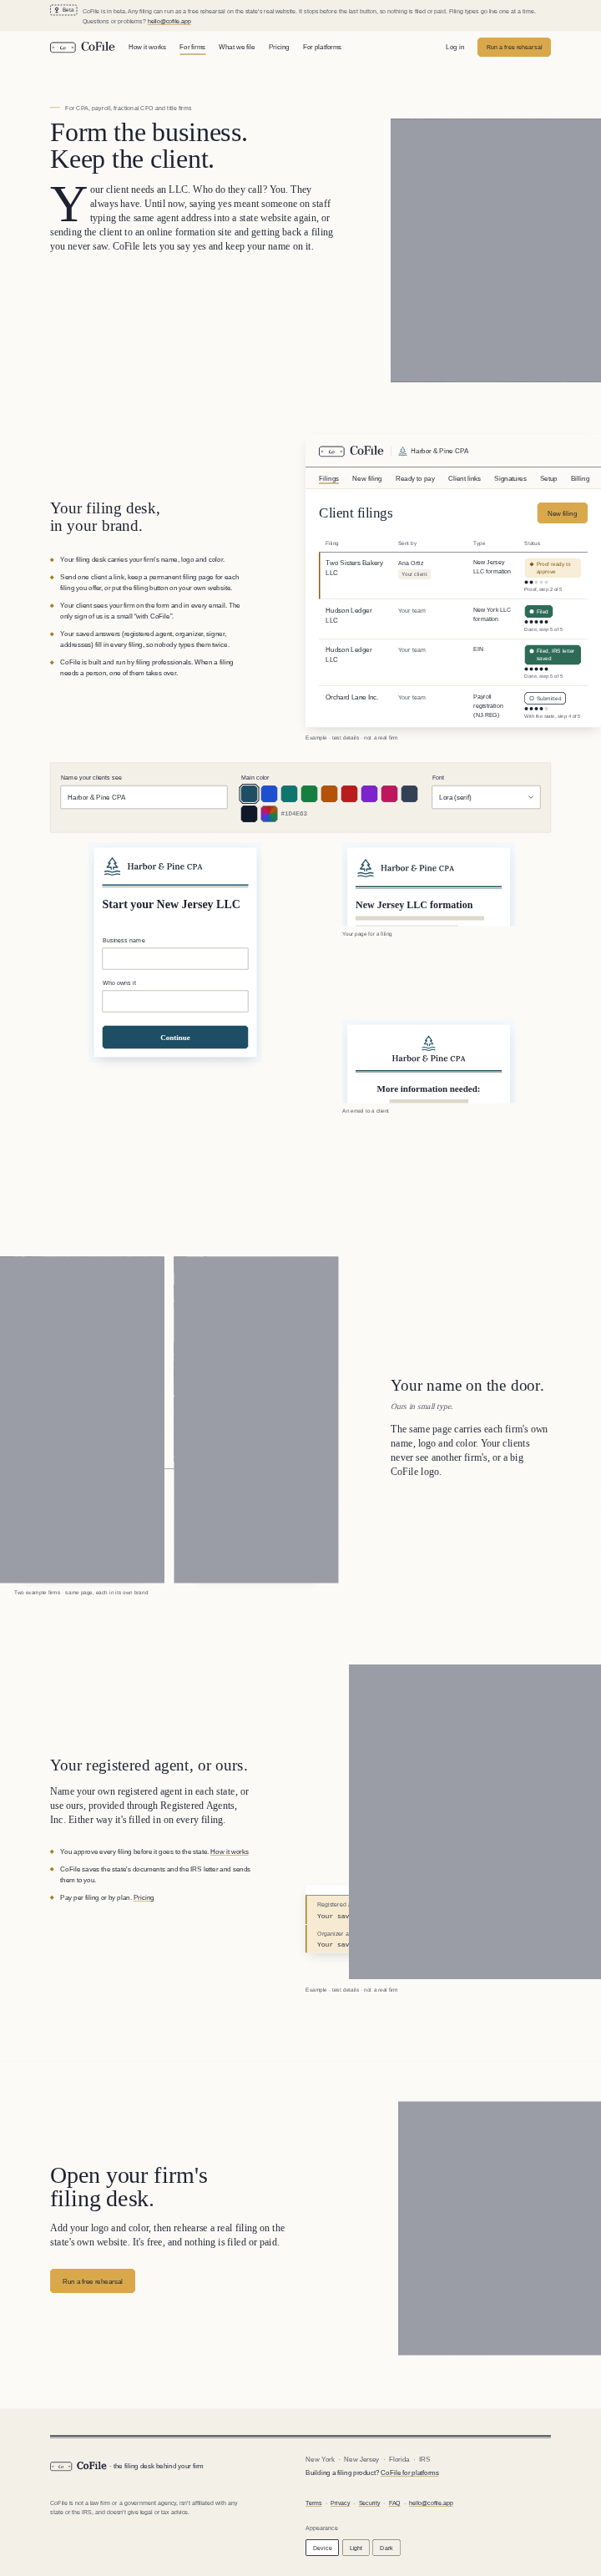 Beta
CoFile is in beta. Any filing can run as a free rehearsal on the state's real website. It stops before the last button, so nothing is filed or paid. Filing types go live one at a time.
Questions or problems? hello@cofile.app
Co CoFile
How it works
For firms
What we file
Pricing
For platforms
Log in
Run a free rehearsal
For CPA, payroll, fractional CFO and title firms
Form the business.
Keep the client.
Your client needs an LLC. Who do they call? You. They
always have. Until now, saying yes meant someone on staff
typing the same agent address into a state website again, or
sending the client to an online formation site and getting back a filing
you never saw. CoFile lets you say yes and keep your name on it.
Co CoFile
Harbor & Pine CPA
Filings
New filing
Ready to pay
Client links
Signatures
Setup
Billing
Client filings
New filing
Filing
Sent by
Type
Status
Two Sisters Bakery
LLC
Ana Ortiz
Your client
New Jersey
LLC formation
Proof ready to
approve
Proof, step 2 of 5
Hudson Ledger
LLC
Your team
New York LLC
formation
Filed
Done, step 5 of 5
Hudson Ledger
LLC
Your team
EIN
Filed, IRS letter
saved
Done, step 5 of 5
Orchard Lane Inc.
Your team
Payroll
registration
(NJ-REG)
Submitted
With the state, step 4 of 5
Example · test details · not a real firm
Your filing desk,
in your brand.
Your filing desk carries your firm's name, logo and color.
Send one client a link, keep a permanent filing page for each
filing you offer, or put the filing button on your own website.
Your client sees your firm on the form and in every email. The
only sign of us is a small "with CoFile".
Your saved answers (registered agent, organizer, signer,
addresses) fill in every filing, so nobody types them twice.
CoFile is built and run by filing professionals. When a filing
needs a person, one of them takes over.
Name your clients see
Harbor & Pine CPA
Main color
#1D4E63
Font
Lora (serif)
Harbor & Pine CPA
Start your New Jersey LLC
Business name
Who owns it
Continue
Harbor & Pine CPA
New Jersey LLC formation
Your page for a filing
Harbor & Pine CPA
More information needed:
An email to a client
Your name on the door.
Ours in small type.
The same page carries each firm's own
name, logo and color. Your clients
never see another firm's, or a big
CoFile logo.
Two example firms · same page, each in its own brand
Your registered agent, or ours.
Name your own registered agent in each state, or
use ours, provided through Registered Agents,
Inc. Either way it's filled in on every filing.
You approve every filing before it goes to the state. How it works
CoFile saves the state's documents and the IRS letter and sends
them to you.
Pay per filing or by plan. Pricing
Registered
Your sav
Organizer a
Your sav
Example · test details · not a real firm
Open your firm's
filing desk.
Add your logo and color, then rehearse a real filing on the
state's own website. It's free, and nothing is filed or paid.
Run a free rehearsal
Co CoFile · the filing desk behind your firm
New York · New Jersey · Florida · IRS
Building a filing product? CoFile for platforms
CoFile is not a law firm or a government agency, isn't affiliated with any
state or the IRS, and doesn't give legal or tax advice.
Terms · Privacy · Security · FAQ · hello@cofile.app
Appearance
Device
Light
Dark